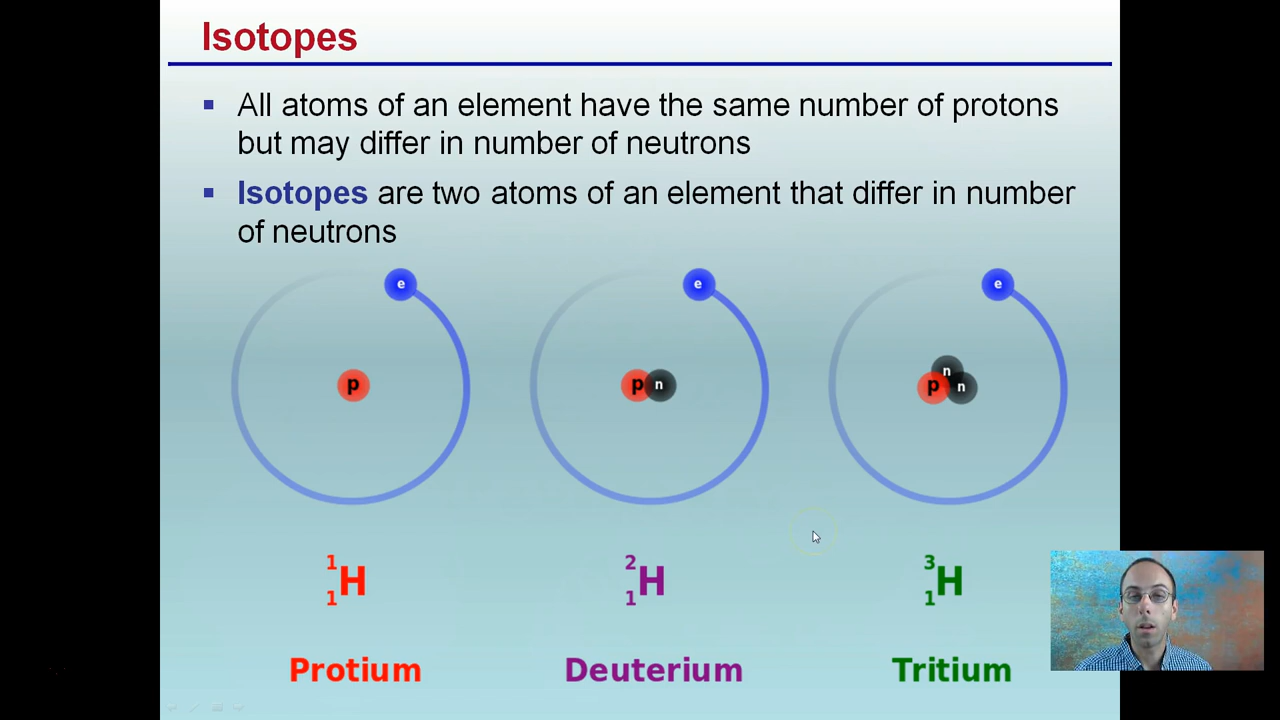 Isotopes
▪ All atoms of an element have the same number of protons
but may differ in number of neutrons
▪ Isotopes are two atoms of an element that differ in number
of neutrons
e
e
e
p
p n
n
p n
1
1 H
2
1 H
3
1 H
Protium
Deuterium
Tritium